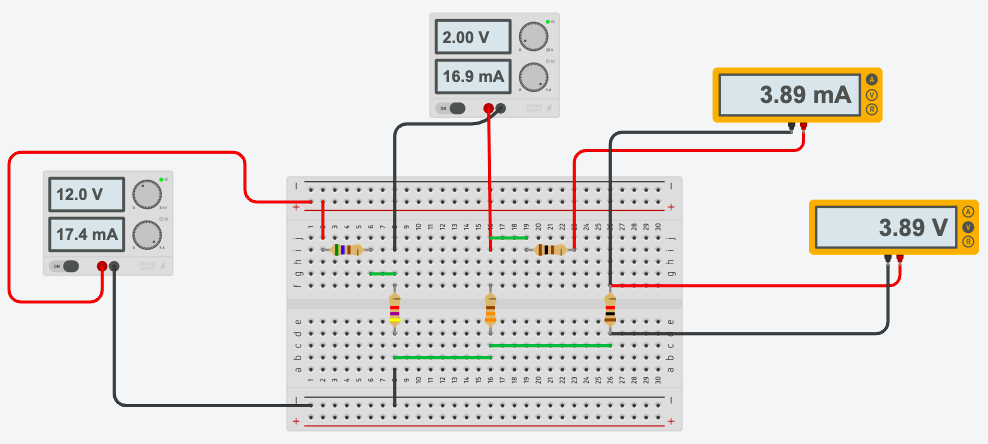 2.00 V
16.9 mA
ON
3.89 mA
A
V
R
12.0 V
17.4 mA
ON
3.89 V
A
V
R
1 2 3 4 5 6 7 8 9 10 11 12 13 14 15 16 17 18 19 20 21 22 23 24 25 26 27 28 29 30
j j
i i
h h
g g
f f
e e
d d
c c
b b
a a
1 2 3 4 5 6 7 8 9 10 11 12 13 14 15 16 17 18 19 20 21 22 23 24 25 26 27 28 29 30